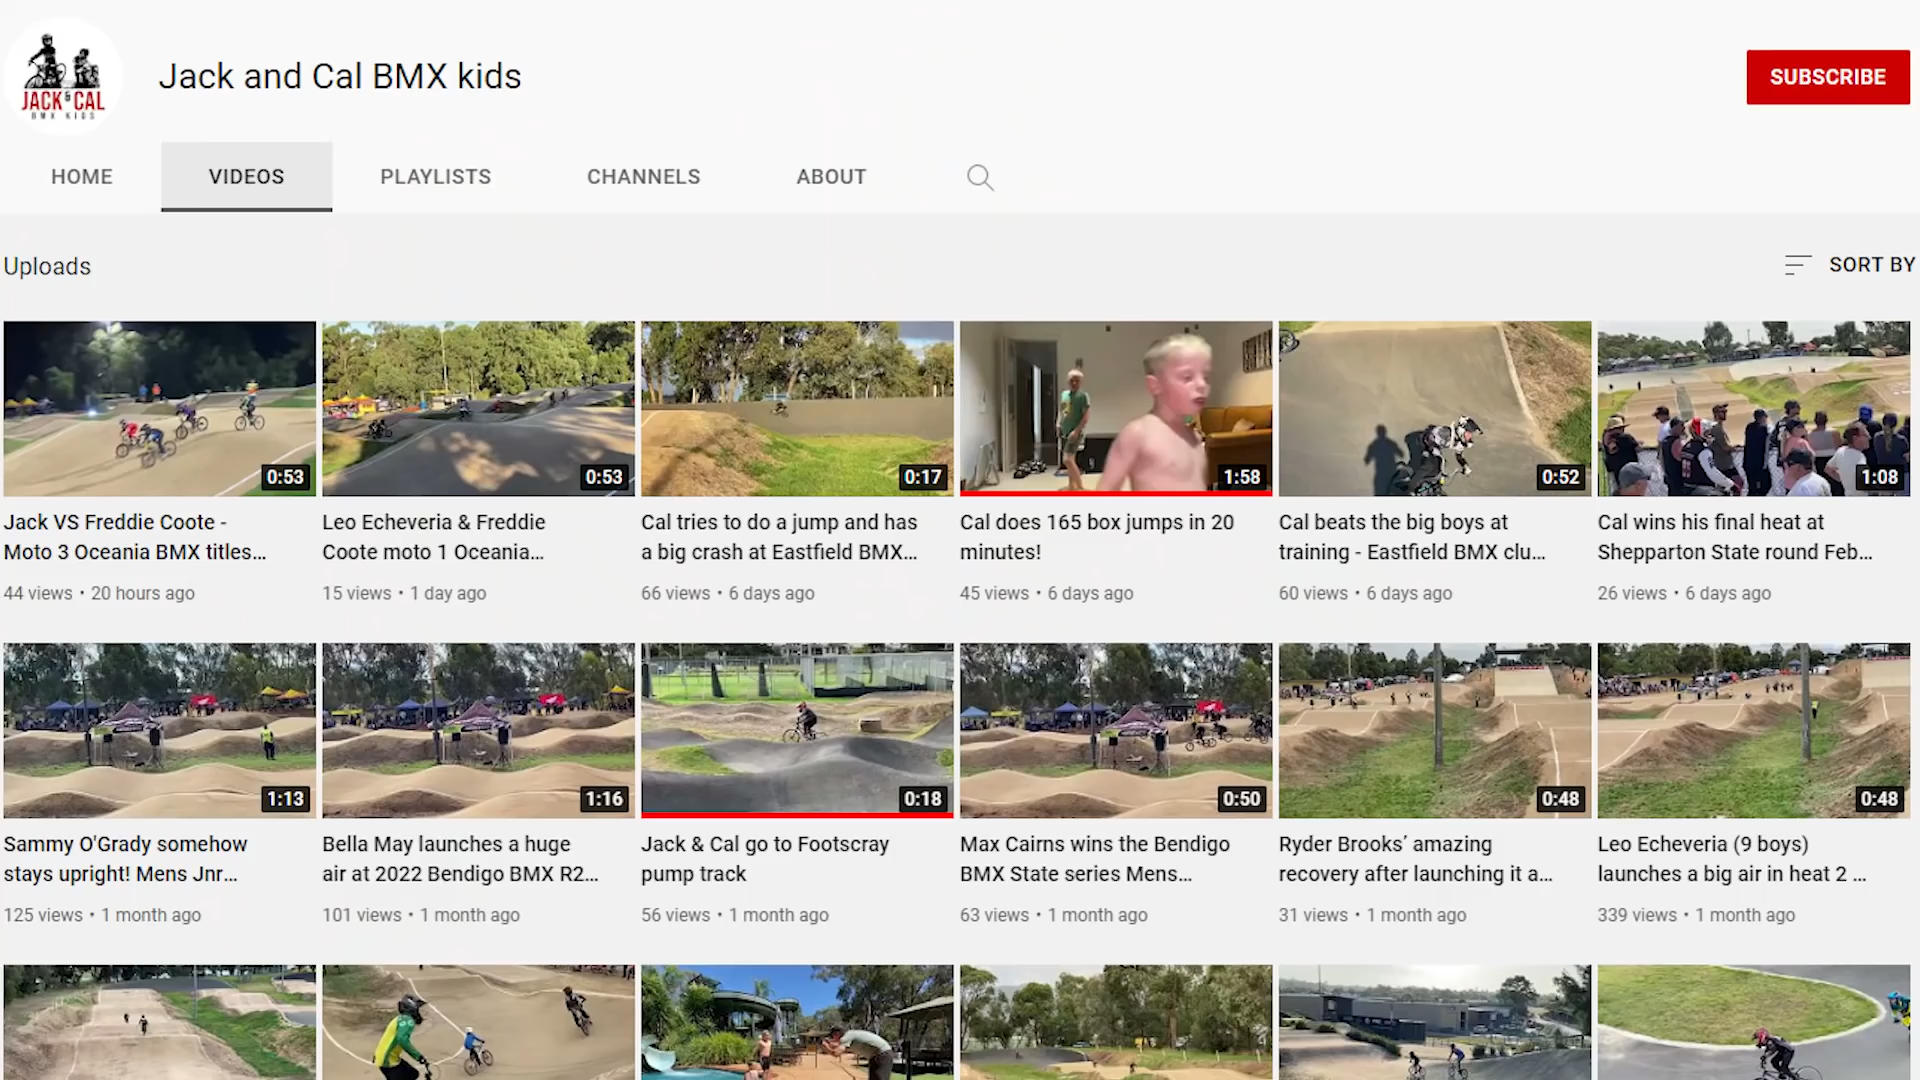 JACK & CAL
BMX KIDS
Jack and Cal BMX kids
SUBSCRIBE
HOME
VIDEOS
PLAYLISTS
CHANNELS
ABOUT
Uploads
SORT BY
0:53
0:53
0:17
1:58
0:52
1:08
Jack VS Freddie Coote -
Moto 3 Oceania BMX titles...
44 views • 20 hours ago
Leo Echeveria & Freddie
Coote moto 1 Oceania...
15 views • 1 day ago
Cal tries to do a jump and has
a big crash at Eastfield BMX...
66 views • 6 days ago
Cal does 165 box jumps in 20
minutes!
45 views • 6 days ago
Cal beats the big boys at
training - Eastfield BMX clu...
60 views • 6 days ago
Cal wins his final heat at
Shepparton State round Feb...
26 views • 6 days ago
1:13
1:16
0:18
0:50
0:48
0:48
Sammy O'Grady somehow
stays upright! Mens Jnr...
125 views • 1 month ago
Bella May launches a huge
air at 2022 Bendigo BMX R2...
101 views • 1 month ago
Jack & Cal go to Footscray
pump track
56 views • 1 month ago
Max Cairns wins the Bendigo
BMX State series Mens...
63 views • 1 month ago
Ryder Brooks’ amazing
recovery after launching it a...
31 views • 1 month ago
Leo Echeveria (9 boys)
launches a big air in heat 2 ...
339 views • 1 month ago